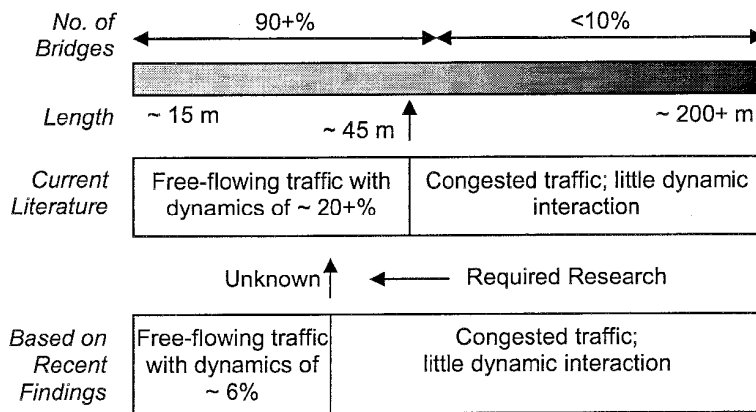 No. of
Bridges
90+%
<10%
Length
~ 15 m
~ 45 m
~ 200+ m
Current
Literature
Free-flowing traffic with
dynamics of ~ 20+%
Congested traffic; little dynamic
interaction
Unknown
Required Research
Based on
Recent
Findings
Free-flowing traffic
with dynamics of
~ 6%
Congested traffic;
little dynamic interaction